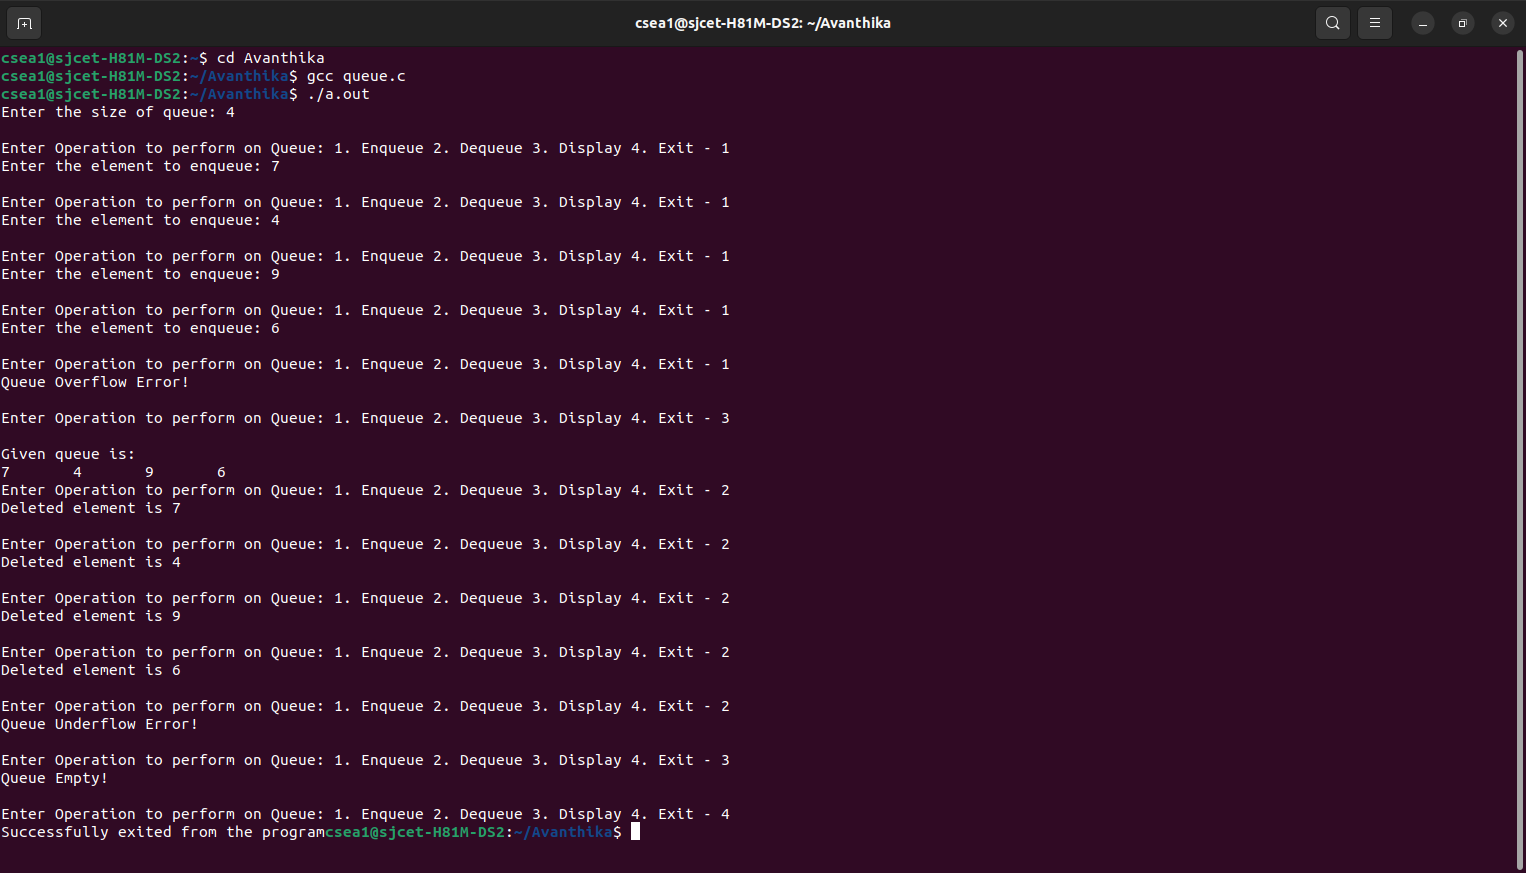 csea1@sjcet-H81M-DS2: ~/Avanthika
csea1@sjcet-H81M-DS2:~$ cd Avanthika
csea1@sjcet-H81M-DS2:~/Avanthika$ gcc queue.c
csea1@sjcet-H81M-DS2:~/Avanthika$ ./a.out
Enter the size of queue: 4
Enter Operation to perform on Queue: 1. Enqueue 2. Dequeue 3. Display 4. Exit - 1
Enter the element to enqueue: 7
Enter Operation to perform on Queue: 1. Enqueue 2. Dequeue 3. Display 4. Exit - 1
Enter the element to enqueue: 4
Enter Operation to perform on Queue: 1. Enqueue 2. Dequeue 3. Display 4. Exit - 1
Enter the element to enqueue: 9
Enter Operation to perform on Queue: 1. Enqueue 2. Dequeue 3. Display 4. Exit - 1
Enter the element to enqueue: 6
Enter Operation to perform on Queue: 1. Enqueue 2. Dequeue 3. Display 4. Exit - 1
Queue Overflow Error!
Enter Operation to perform on Queue: 1. Enqueue 2. Dequeue 3. Display 4. Exit - 3
Given queue is:
7       4       9       6
Enter Operation to perform on Queue: 1. Enqueue 2. Dequeue 3. Display 4. Exit - 2
Deleted element is 7
Enter Operation to perform on Queue: 1. Enqueue 2. Dequeue 3. Display 4. Exit - 2
Deleted element is 4
Enter Operation to perform on Queue: 1. Enqueue 2. Dequeue 3. Display 4. Exit - 2
Deleted element is 9
Enter Operation to perform on Queue: 1. Enqueue 2. Dequeue 3. Display 4. Exit - 2
Deleted element is 6
Enter Operation to perform on Queue: 1. Enqueue 2. Dequeue 3. Display 4. Exit - 2
Queue Underflow Error!
Enter Operation to perform on Queue: 1. Enqueue 2. Dequeue 3. Display 4. Exit - 3
Queue Empty!
Enter Operation to perform on Queue: 1. Enqueue 2. Dequeue 3. Display 4. Exit - 4
Successfully exited from the programcsea1@sjcet-H81M-DS2:~/Avanthika$